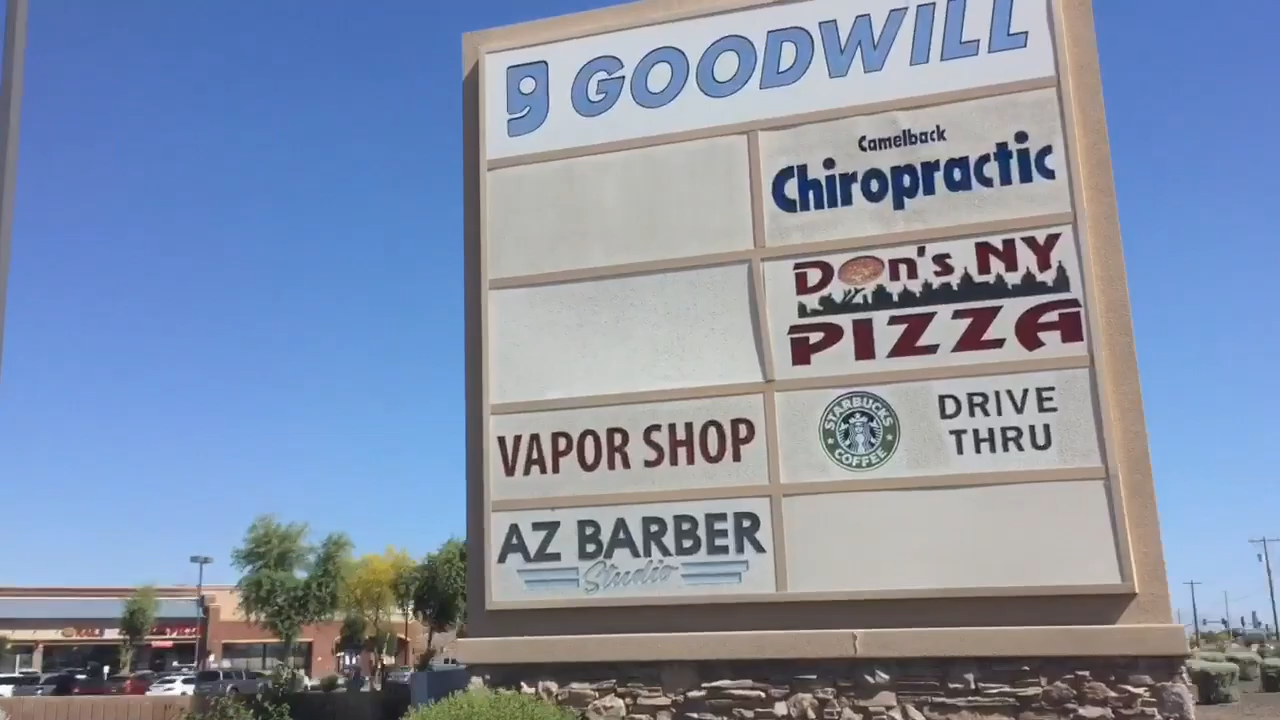 g GOODWILL
Camelback
Chiropractic
Don's NY
PIZZA
VAPOR SHOP
STARBUCKS
COFFEE
DRIVE
THRU
AZ BARBER
Studio